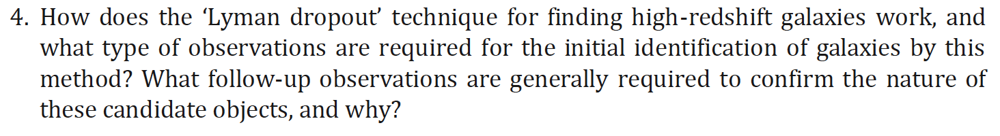 4. How does the ‘Lyman dropout’ technique for finding high-redshift galaxies work, and
what type of observations are required for the initial identification of galaxies by this
method? What follow-up observations are generally required to confirm the nature of
these candidate objects, and why?